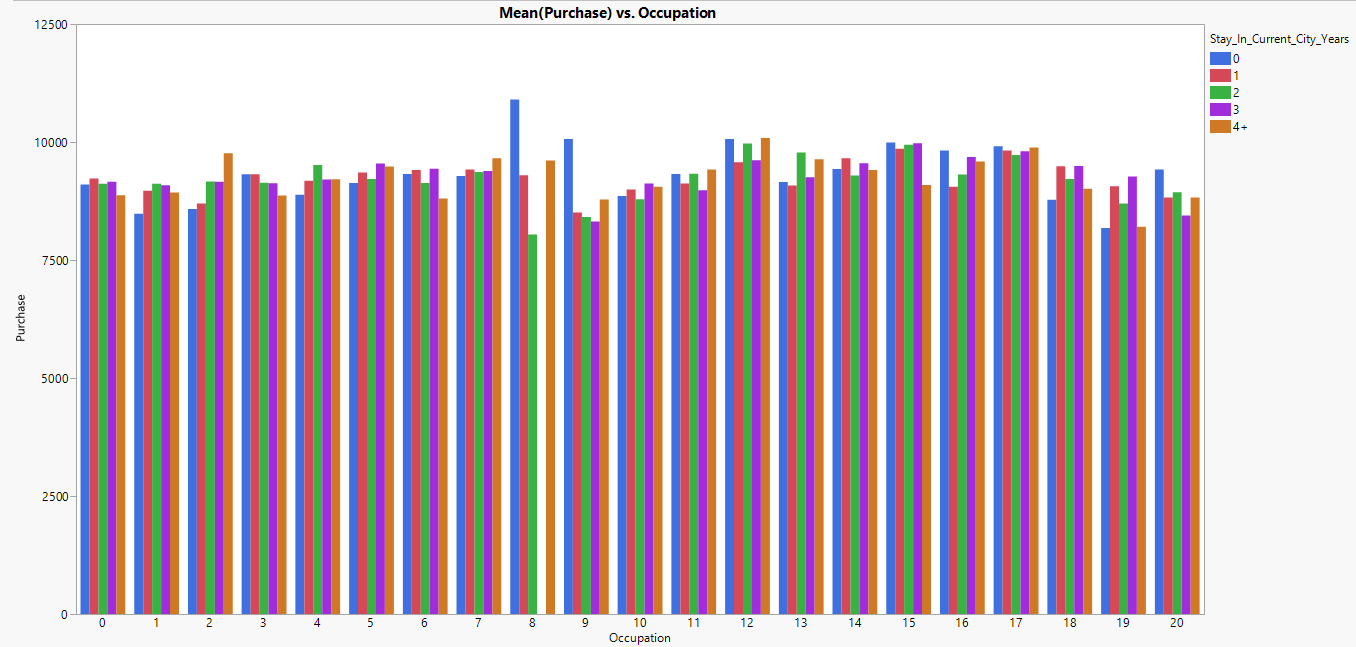 Mean(Purchase) vs. Occupation
12500
10000
7500
5000
2500
0
Purchase
0 1 2 3 4 5 6 7 8 9 10 11 12 13 14 15 16 17 18 19 20
Occupation
Stay_In_Current_City_Years
0
1
2
3
4+